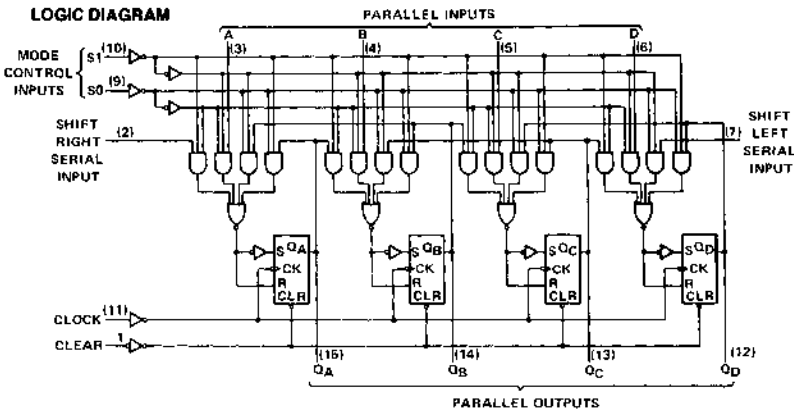 LOGIC DIAGRAM
PARALLEL INPUTS
A B C D
(3) (4) (5) (6)
MODE CONTROL INPUTS
S1 (10)
S0 (9)
SHIFT RIGHT SERIAL INPUT
(2)
SHIFT LEFT SERIAL INPUT
(7)
S QA CK R CLR
S QB CK R CLR
S QC CK R CLR
S QD CK R CLR
CLOCK (11)
CLEAR 1
(15) (14) (13) (12)
QA QB QC QD
PARALLEL OUTPUTS